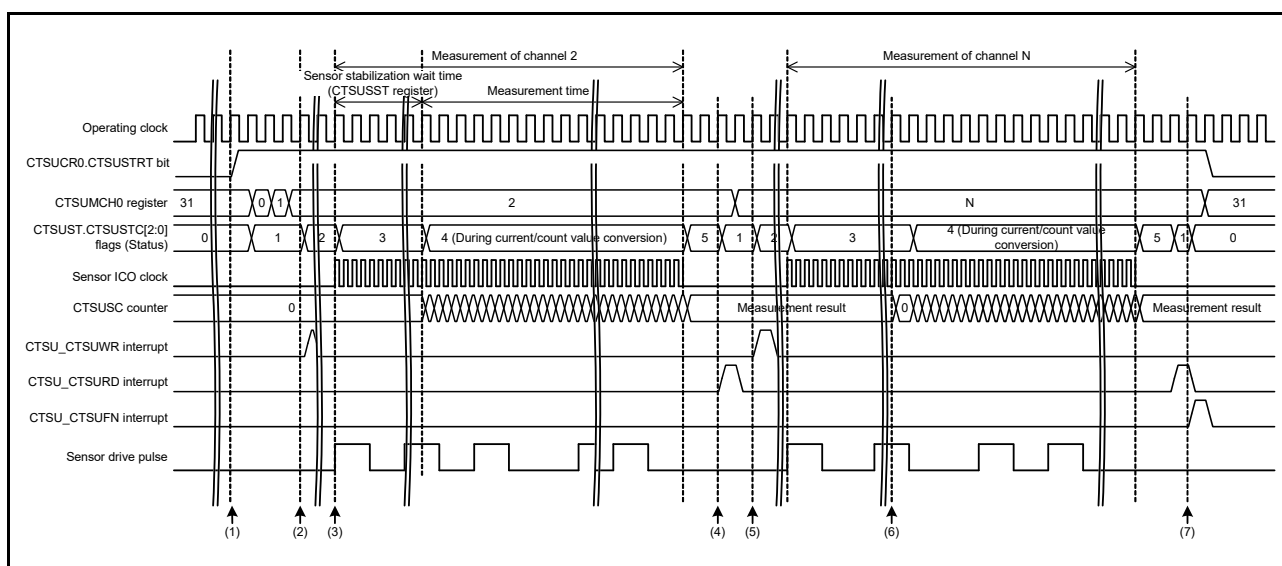 Measurement of channel 2
Measurement of channel N
Sensor stabilization wait time
(CTSUSST register)
Measurement time
Operating clock
CTSUCR0.CTSUSTRT bit
CTSUMCH0 register
31
0
1
2
N
31
CTSUST.CTSUSTC[2:0]
flags (Status)
0
1
2
3
4 (During current/count value conversion)
5
1
2
3
4 (During current/count value
conversion)
5
1
0
Sensor ICO clock
CTSUSC counter
0
Measurement result
0
Measurement result
CTSU_CTSUWR interrupt
CTSU_CTSURD interrupt
CTSU_CTSUFN interrupt
Sensor drive pulse
(1)
(2)
(3)
(4)
(5)
(6)
(7)